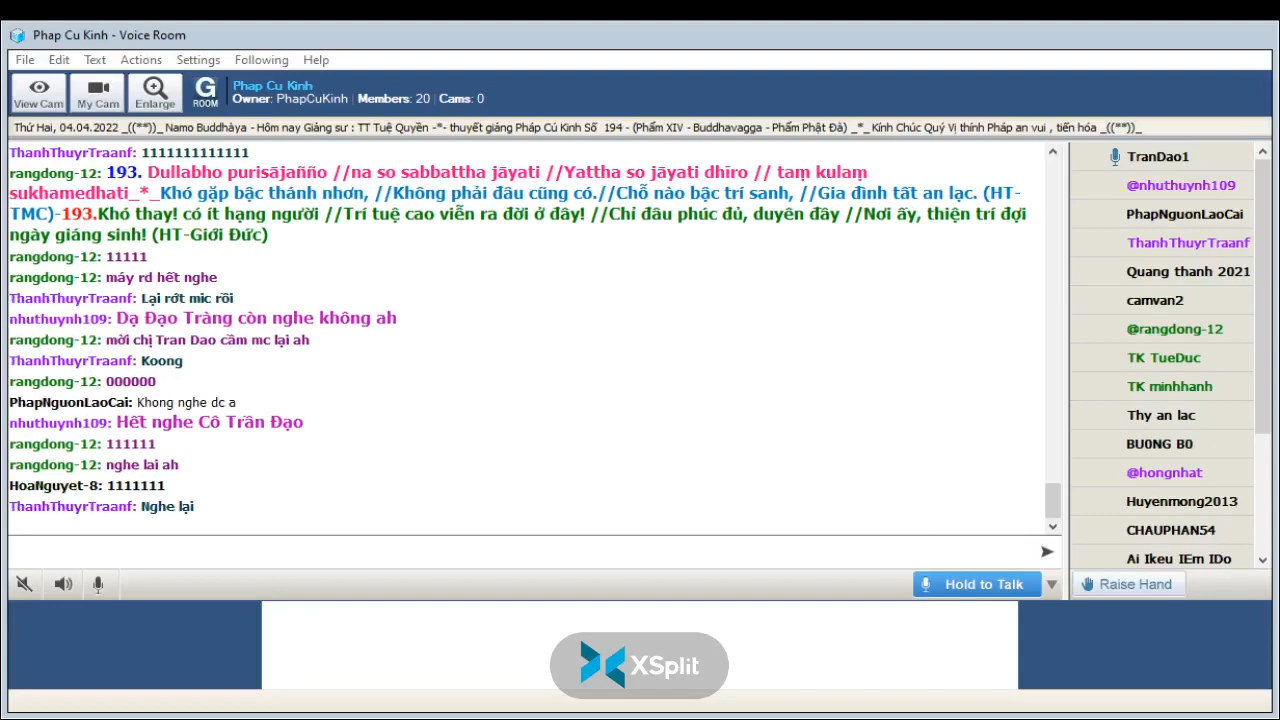 Phap Cu Kinh - Voice Room
File Edit Text Actions Settings Following Help
View Cam My Cam Enlarge G ROOM
Phap Cu Kinh
Owner: PhapCuKinh | Members: 20 | Cams: 0
Thứ Hai, 04.04.2022 _((**))_ Namo Buddhàya - Hôm nay Giảng sư : TT Tuệ Quyền -*- thuyết giảng Pháp Cú Kinh Số 194 - (Phẩm XIV - Buddhavagga - Phẩm Phật Đà) _*_ Kính Chúc Quý Vị thính Pháp an vui , tiến hóa _((**))_
ThanhThuyrTraanf: 1111111111111
rangdong-12: 193. Dullabho purisājañño //na so sabbattha jāyati //Yattha so jāyati dhīro // taṃ kulaṃ
sukhamedhati_*_Khó gặp bậc thánh nhơn, //Không phải đâu cũng có.//Chỗ nào bậc trí sanh, //Gia đình tất an lạc. (HT-
TMC)-193.Khó thay! có ít hạng người //Trí tuệ cao viễn ra đời ở đây! //Chỉ đâu phúc đủ, duyên đầy //Nơi ấy, thiện trí đợi
ngày giáng sinh! (HT-Giới Đức)
rangdong-12: 11111
rangdong-12: máy rd hết nghe
ThanhThuyrTraanf: Lại rớt mic rồi
nhuthuynh109: Dạ Đạo Tràng còn nghe không ah
rangdong-12: mời chị Tran Dao cầm mc lại ah
ThanhThuyrTraanf: Koong
rangdong-12: 000000
PhapNguonLaoCai: Khong nghe dc a
nhuthuynh109: Hết nghe Cô Trần Đạo
rangdong-12: 111111
rangdong-12: nghe lai ah
HoaNguyet-8: 1111111
ThanhThuyrTraanf: Nghe lại
TranDao1
@nhuthuynh109
PhapNguonLaoCai
ThanhThuyrTraanf
Quang thanh 2021
camvan2
@rangdong-12
TK TueDuc
TK minhhanh
Thy an lac
BU0NG B0
@hongnhat
Huyenmong2013
CHAUPHAN54
Ai Ikeu IEm IDo
Hold to Talk
Raise Hand
XSplit